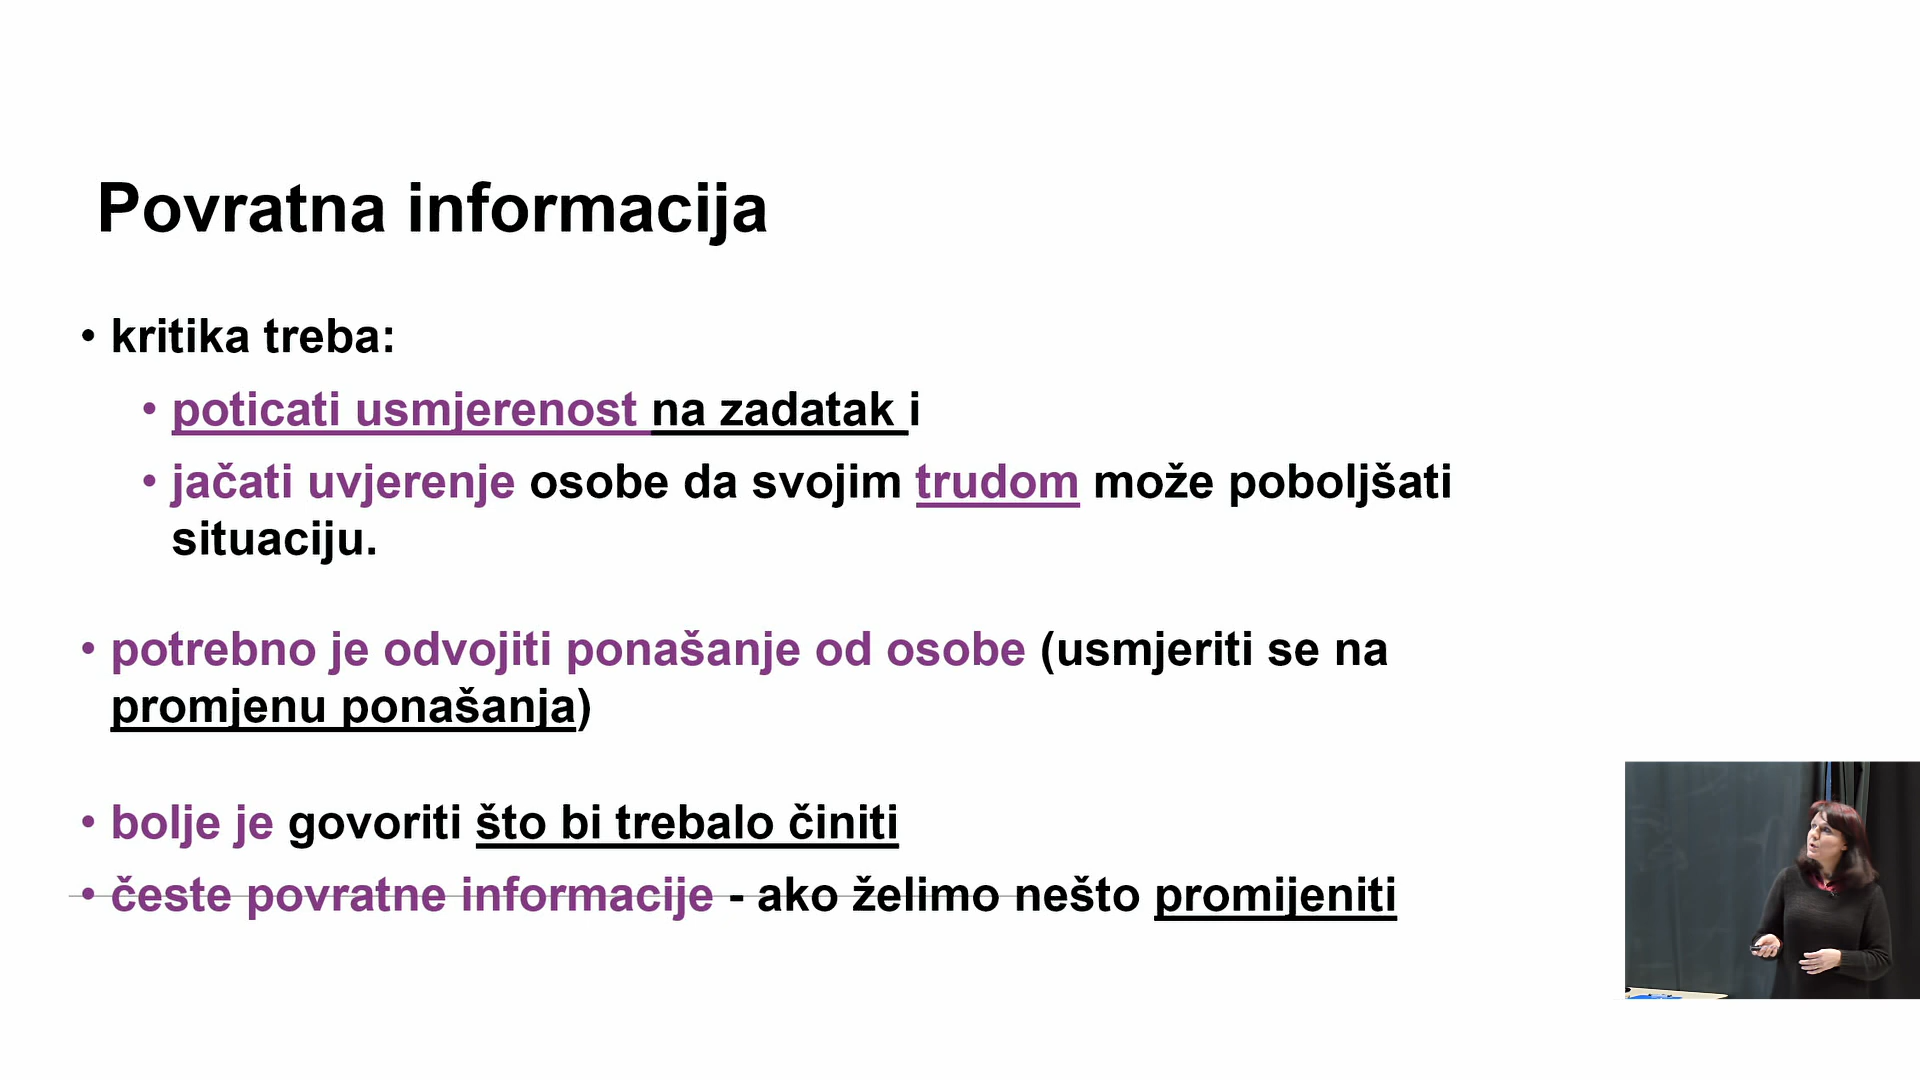 Povratna informacija
• kritika treba:
• poticati usmjerenost na zadatak i
• jačati uvjerenje osobe da svojim trudom može poboljšati
situaciju.
• potrebno je odvojiti ponašanje od osobe (usmjeriti se na
promjenu ponašanja)
• bolje je govoriti što bi trebalo činiti
• česte povratne informacije - ako želimo nešto promijeniti